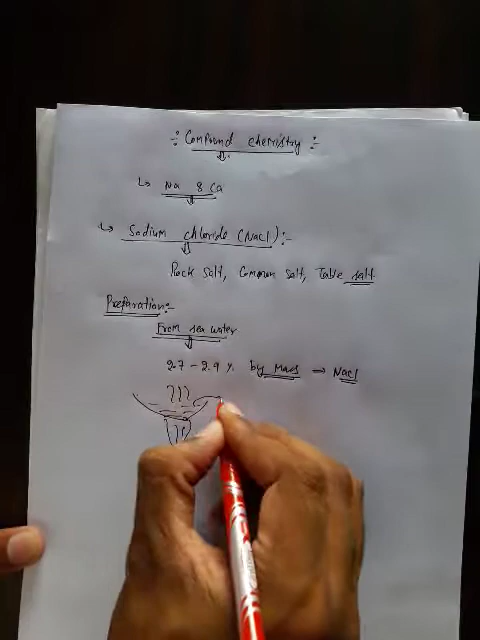 ÷ Compound chemistry ÷
↳ Na & Ca
↳ Sodium chloride (NaCl) :-
Rock salt, Common salt, Table salt
Preparation :-
From sea water
2.7 – 2.9 % by Mass ⇒ NaCl